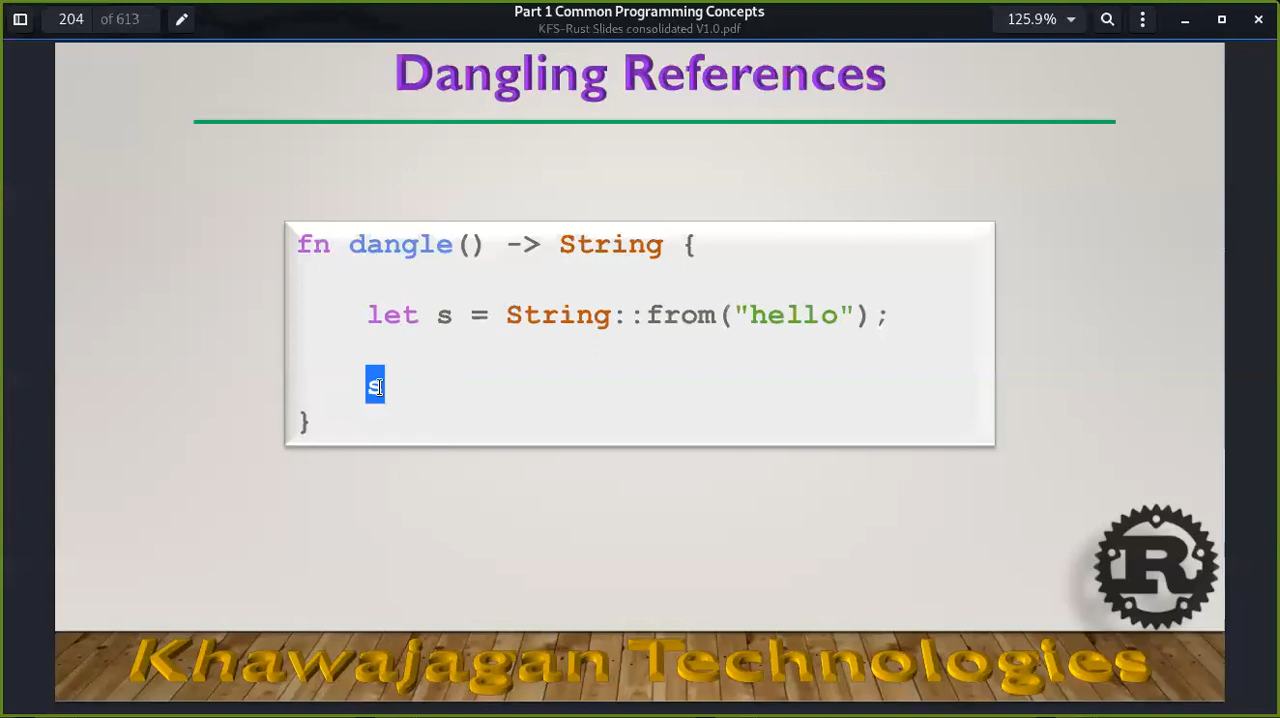 204 of 613
Part 1 Common Programming Concepts
KFS-Rust Slides consolidated V1.0.pdf
125.9%
Dangling References
fn dangle() -> String {
let s = String::from("hello");
s
}
R
Khawajagan Technologies